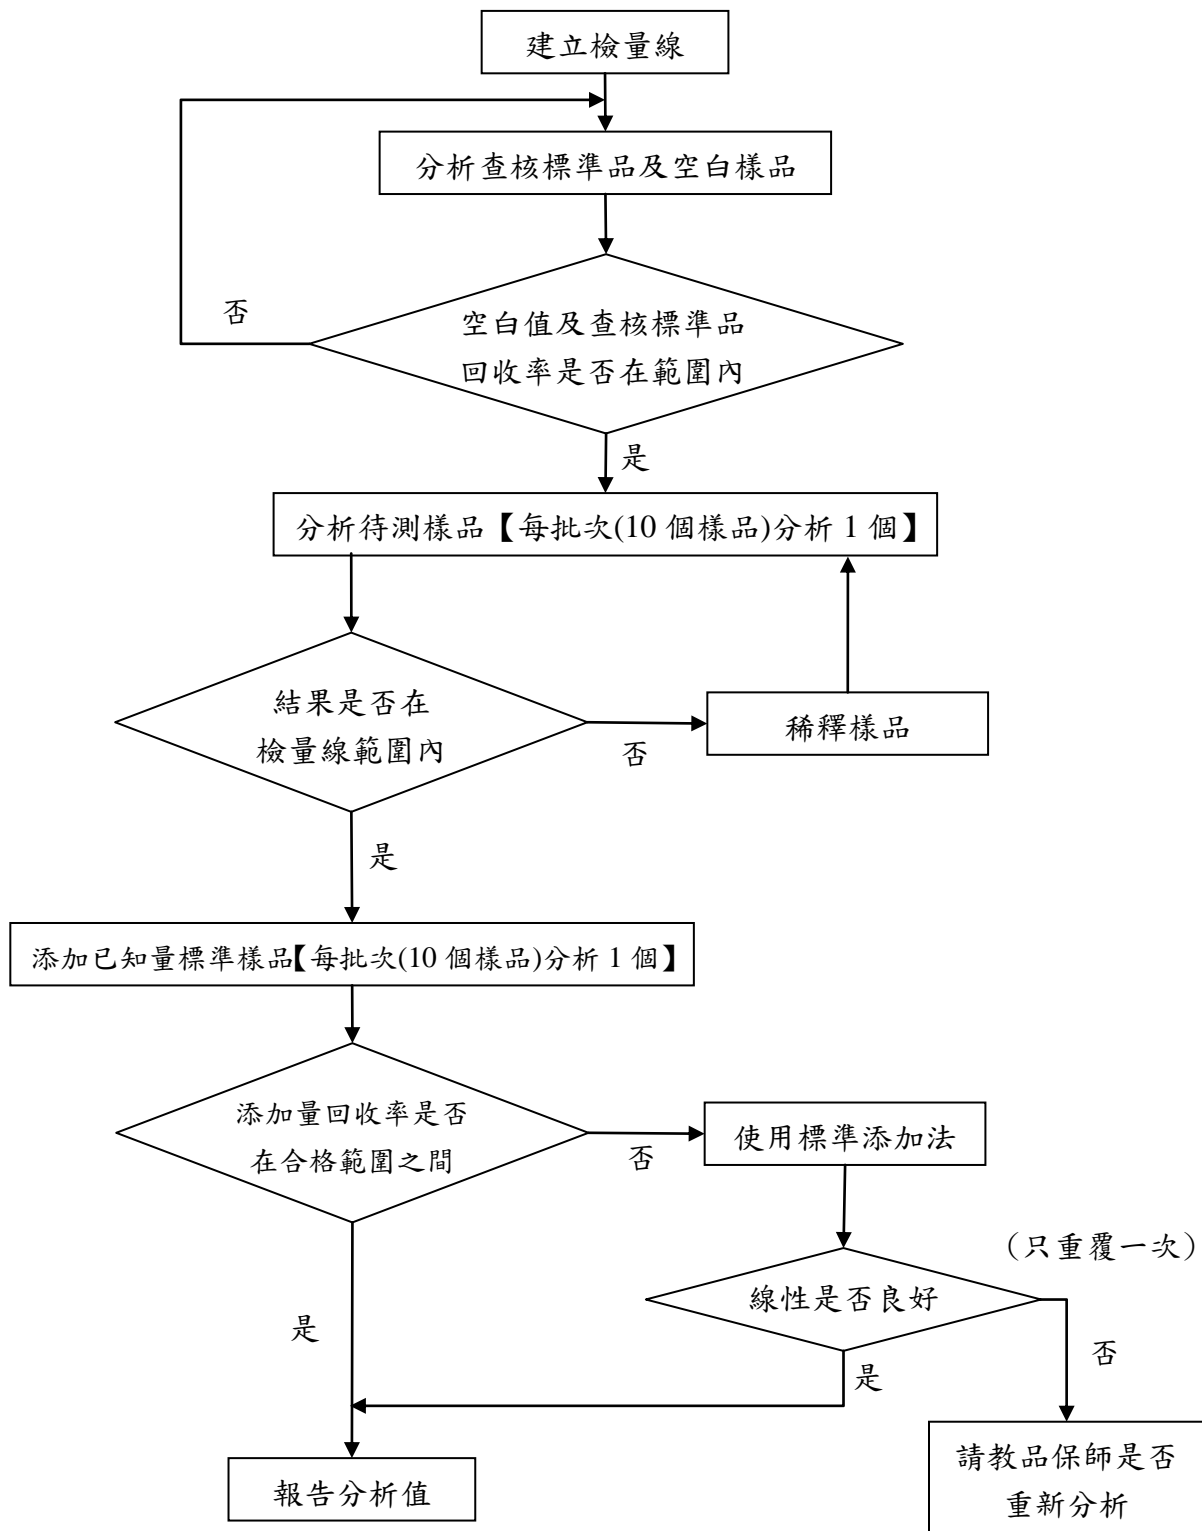 建立檢量線
分析查核標準品及空白樣品
否
空白值及查核標準品
回收率是否在範圍內
是
分析待測樣品【每批次(10 個樣品)分析 1 個】
結果是否在
檢量線範圍內
否
稀釋樣品
是
添加已知量標準樣品【每批次(10 個樣品)分析 1 個】
添加量回收率是否
在合格範圍之間
否
使用標準添加法
(只重覆一次)
線性是否良好
是
否
是
報告分析值
請教品保師是否
重新分析